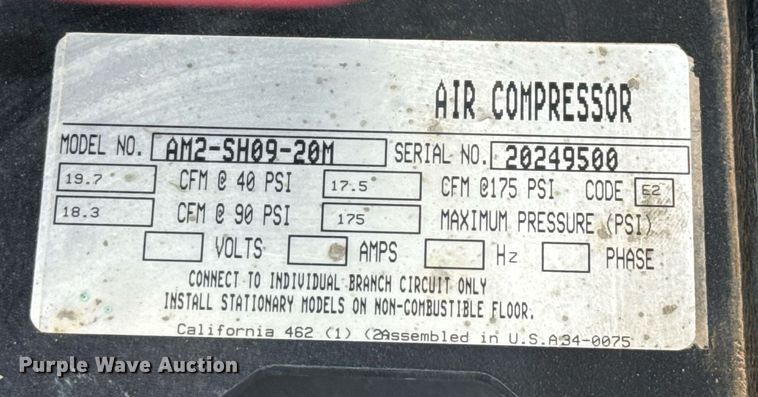 AIR COMPRESSOR
MODEL NO. AM2-SH09-20M SERIAL NO. 20249500
19.7 CFM @ 40 PSI 17.5 CFM @175 PSI CODE E2
18.3 CFM @ 90 PSI 175 MAXIMUM PRESSURE (PSI)
VOLTS AMPS Hz PHASE
CONNECT TO INDIVIDUAL BRANCH CIRCUIT ONLY
INSTALL STATIONARY MODELS ON NON-COMBUSTIBLE FLOOR.
California 462 (1) (2Assembled in U.S.A34-0075
Purple Wave Auction